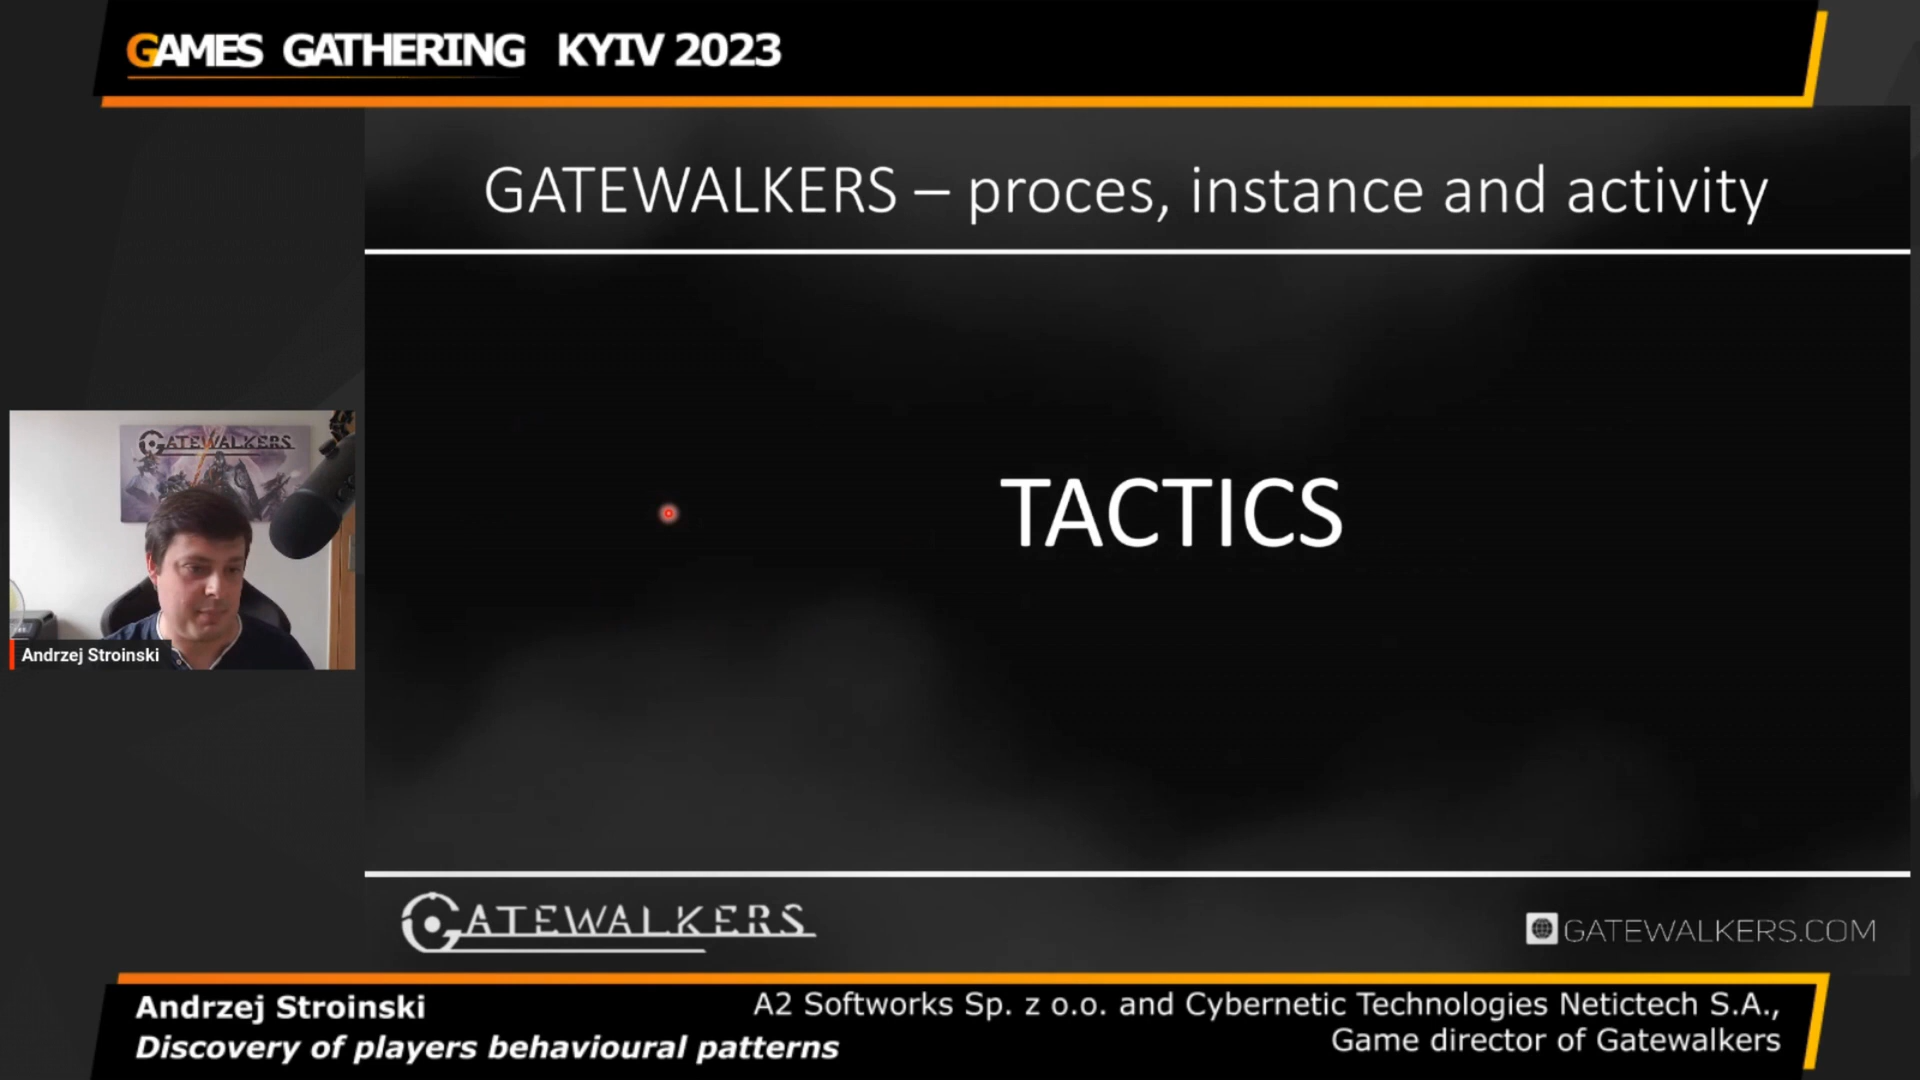 GAMES GATHERING KYIV 2023
GATEWALKERS – proces, instance and activity
TACTICS
GATEWALKERS
Andrzej Stroinski
GATEWALKERS
GATEWALKERS.COM
Andrzej Stroinski
Discovery of players behavioural patterns
A2 Softworks Sp. z o.o. and Cybernetic Technologies Netictech S.A.,
Game director of Gatewalkers